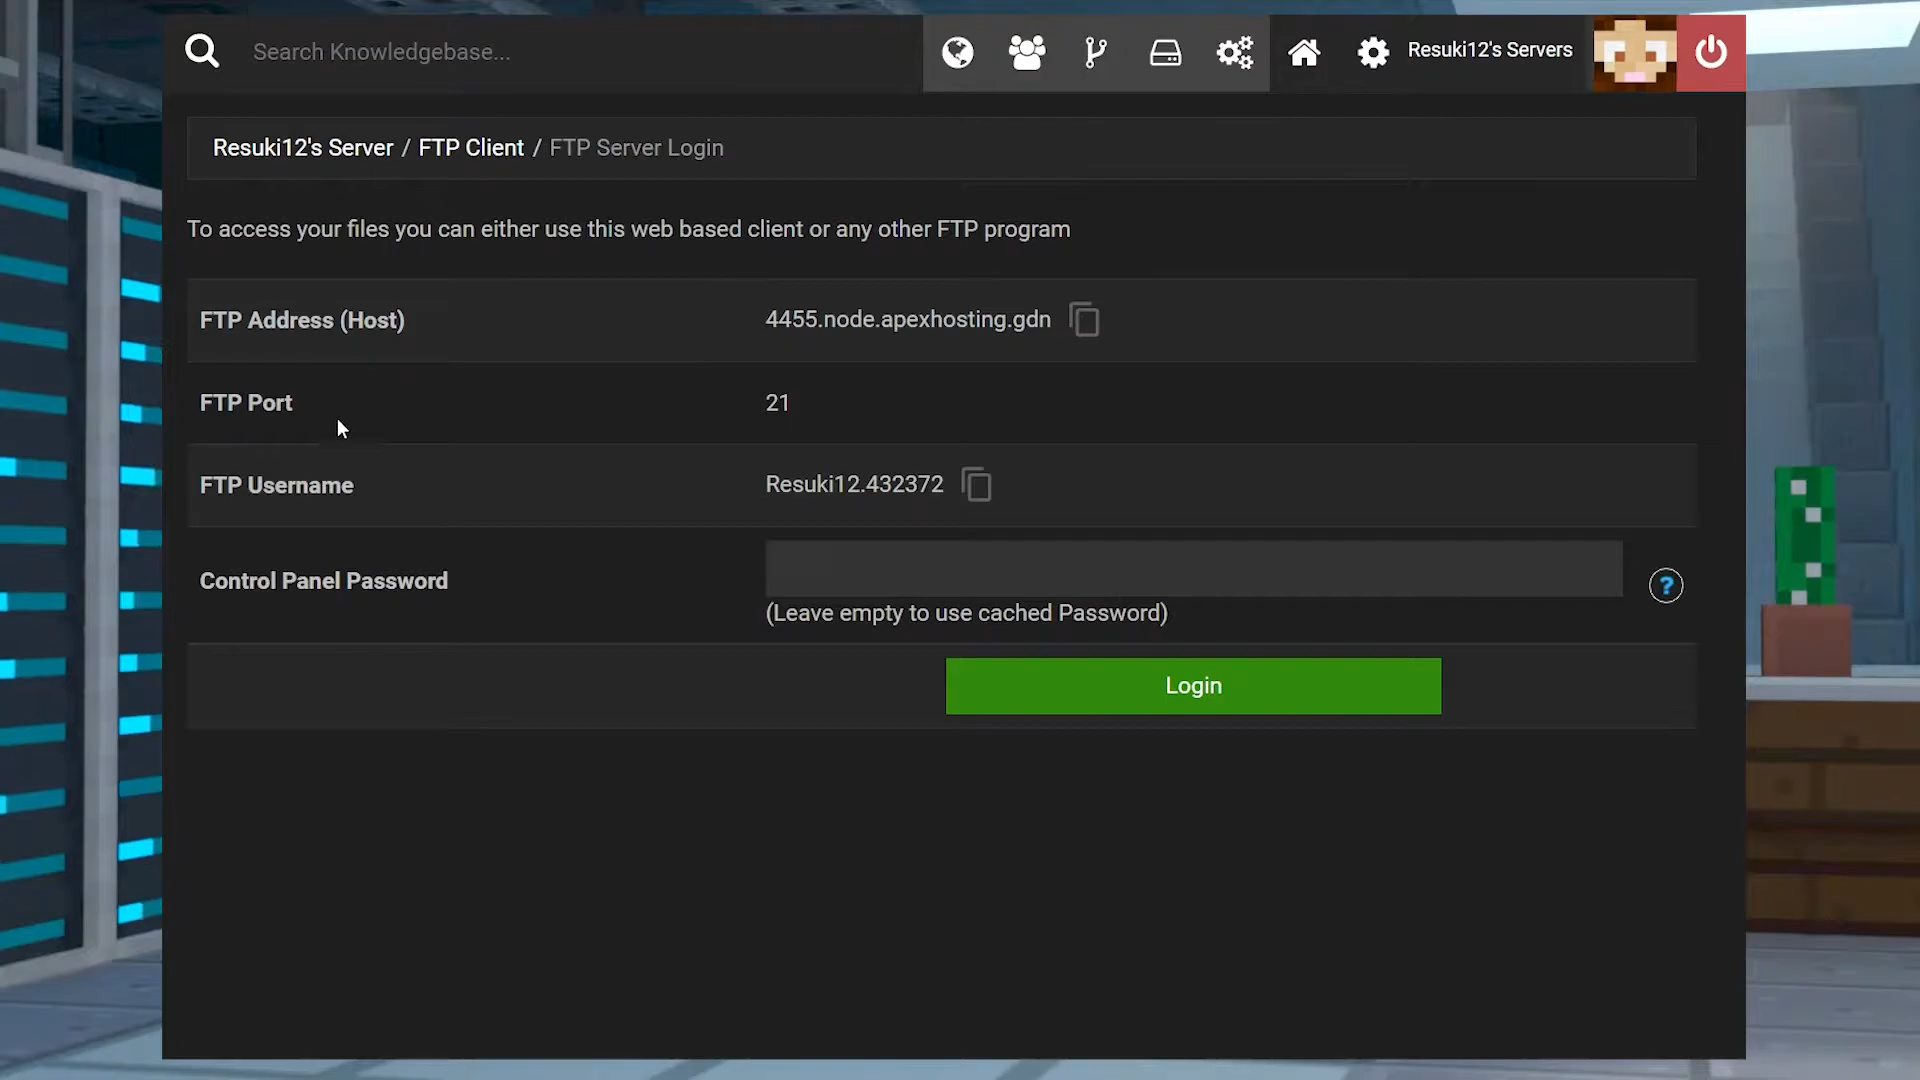 Search Knowledgebase...
Resuki12's Servers
Resuki12's Server / FTP Client / FTP Server Login
To access your files you can either use this web based client or any other FTP program
FTP Address (Host)
4455.node.apexhosting.gdn
FTP Port
21
FTP Username
Resuki12.432372
Control Panel Password
?
(Leave empty to use cached Password)
Login